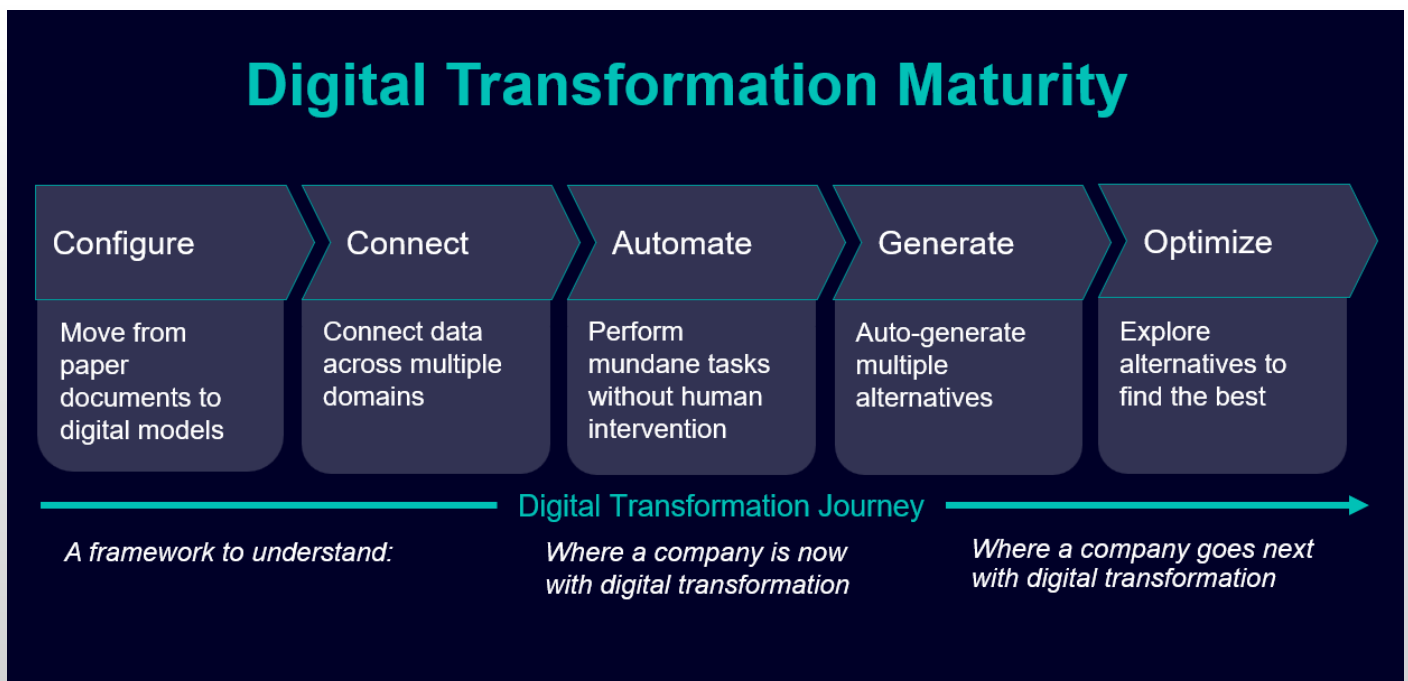 Digital Transformation Maturity
Configure
Move from
paper
documents to
digital models
Connect
Connect data
across multiple
domains
Automate
Perform
mundane tasks
without human
intervention
Generate
Auto-generate
multiple
alternatives
Optimize
Explore
alternatives to
find the best
Digital Transformation Journey
A framework to understand:
Where a company is now
with digital transformation
Where a company goes next
with digital transformation